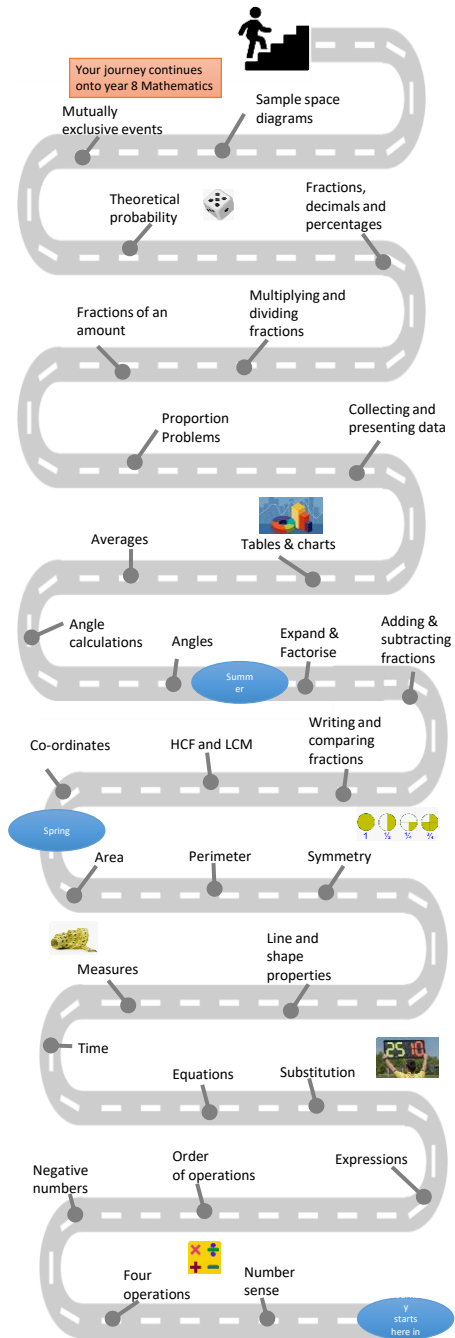 Your journey continues
onto year 8 Mathematics
Mutually
exclusive events
Sample space
diagrams
Theoretical
probability
Fractions,
decimals and
percentages
Fractions of an
amount
Multiplying and
dividing
fractions
Proportion
Problems
Collecting and
presenting data
Averages
Tables & charts
Angle
calculations
Angles
Summ
er
Expand &
Factorise
Adding &
subtracting
fractions
Co-ordinates
HCF and LCM
Writing and
comparing
fractions
Spring
1 ½ ¼ ¾
Area
Perimeter
Symmetry
Measures
Line and
shape
properties
Time
Equations
Substitution
25 10
Negative
numbers
Order
of operations
Expressions
Four
operations
Number
sense
y
starts
here in